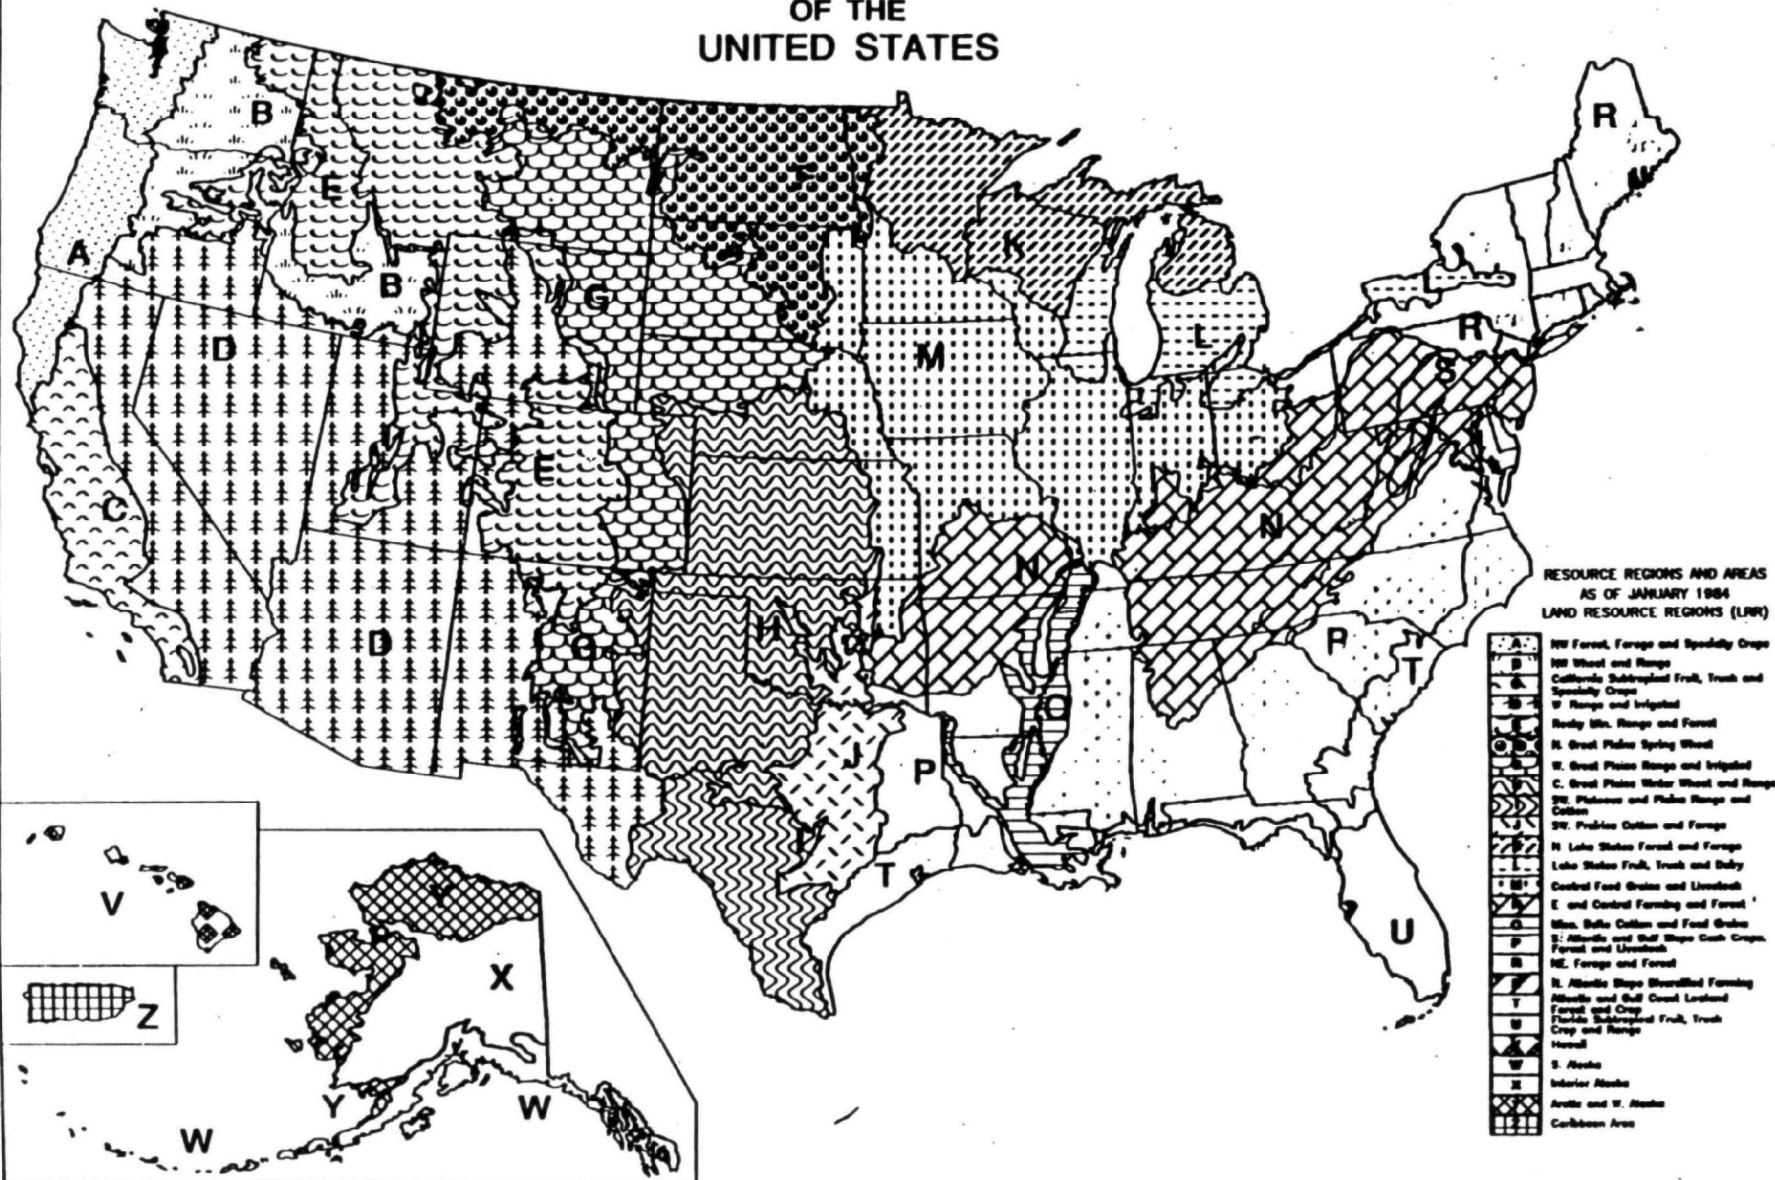 OF THE
UNITED STATES
R
B
E
A
F
K
B
G
D
L
M
R
L
S
E
C
N
N
RESOURCE REGIONS AND AREAS
AS OF JANUARY 1984
LAND RESOURCE REGIONS (LRR)
D
G
H
P
T
O
J
P
I
T
U
V
Y
X
Z
Y
W
W
A NW Forest, Forage and Specialty Crops
B NW Wheat and Range
California Subtropical Fruit, Truck and
Specialty Crops
D W. Range and Irrigated
E Rocky Mtn. Range and Forest
N. Great Plains Spring Wheat
W. Great Plains Range and Irrigated
C. Great Plains Winter Wheat and Range
SW. Plateaus and Plains Range and
Cotton
J SW. Prairies Cotton and Forage
N. Lake States Forest and Forage
L Lake States Fruit, Truck and Dairy
M Central Feed Grains and Livestock
E and Central Farming and Forest
O Miss. Delta Cotton and Feed Grains
P S. Atlantic and Gulf Slope Cash Crops,
Forest and Livestock
R NE. Forage and Forest
N. Atlantic Slope Diversified Farming
T Atlantic and Gulf Coast Lowland
Forest and Crop
U Florida Subtropical Fruit, Truck
Crop and Range
Hawaii
W S. Alaska
X Interior Alaska
Arctic and W. Alaska
Z Caribbean Area